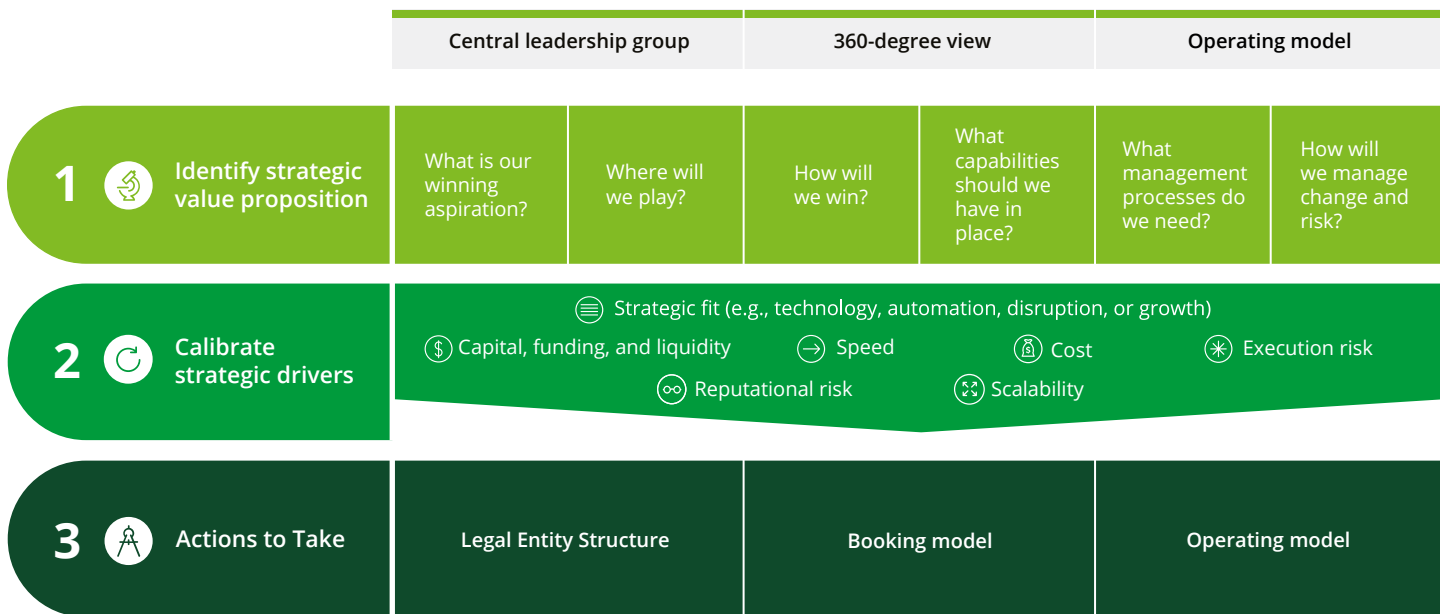 Central leadership group
360-degree view
Operating model
1
Identify strategic
value proposition
What is our
winning
aspiration?
Where will
we play?
How will
we win?
What
capabilities
should we
have in
place?
What
management
processes do
we need?
How will
we manage
change and
risk?
2
Calibrate
strategic drivers
Strategic fit (e.g., technology, automation, disruption, or growth)
$ Capital, funding, and liquidity
Speed
$ Cost
Execution risk
Reputational risk
Scalability
3
Actions to Take
Legal Entity Structure
Booking model
Operating model